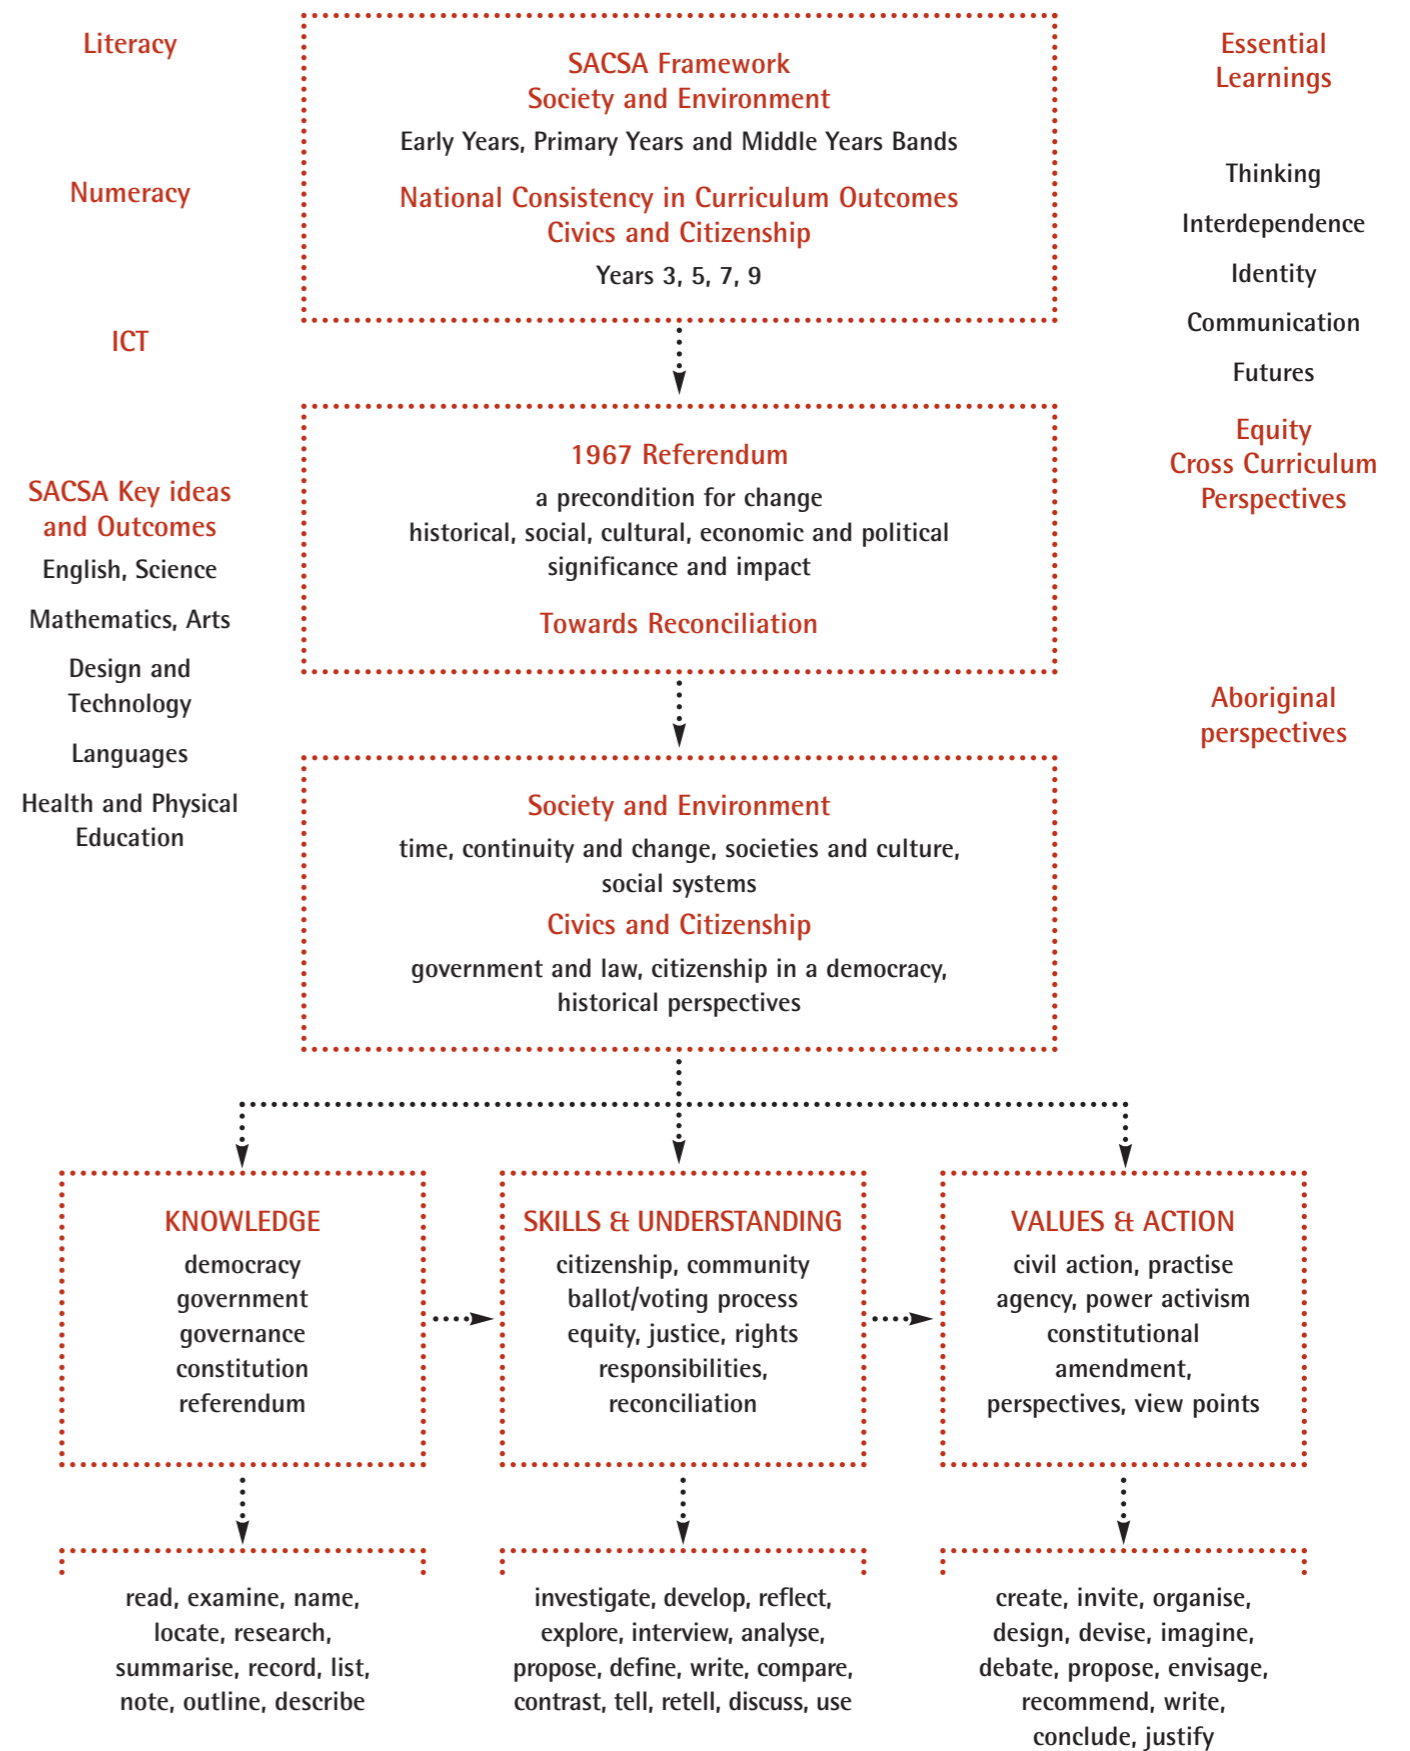 Literacy
Numeracy
ICT
SACSA Key ideas
and Outcomes
English, Science
Mathematics, Arts
Design and
Technology
Languages
Health and Physical
Education
SACSA Framework
Society and Environment
Early Years, Primary Years and Middle Years Bands
National Consistency in Curriculum Outcomes
Civics and Citizenship
Years 3, 5, 7, 9
1967 Referendum
a precondition for change
historical, social, cultural, economic and political
significance and impact
Towards Reconciliation
Society and Environment
time, continuity and change, societies and culture,
social systems
Civics and Citizenship
government and law, citizenship in a democracy,
historical perspectives
Essential
Learnings
Thinking
Interdependence
Identity
Communication
Futures
Equity
Cross Curriculum
Perspectives
Aboriginal
perspectives
KNOWLEDGE
democracy
government
governance
constitution
referendum
SKILLS & UNDERSTANDING
citizenship, community
ballot/voting process
equity, justice, rights
responsibilities,
reconciliation
VALUES & ACTION
civil action, practise
agency, power activism
constitutional
amendment,
perspectives, view points
read, examine, name,
locate, research,
summarise, record, list,
note, outline, describe
investigate, develop, reflect,
explore, interview, analyse,
propose, define, write, compare,
contrast, tell, retell, discuss, use
create, invite, organise,
design, devise, imagine,
debate, propose, envisage,
recommend, write,
conclude, justify